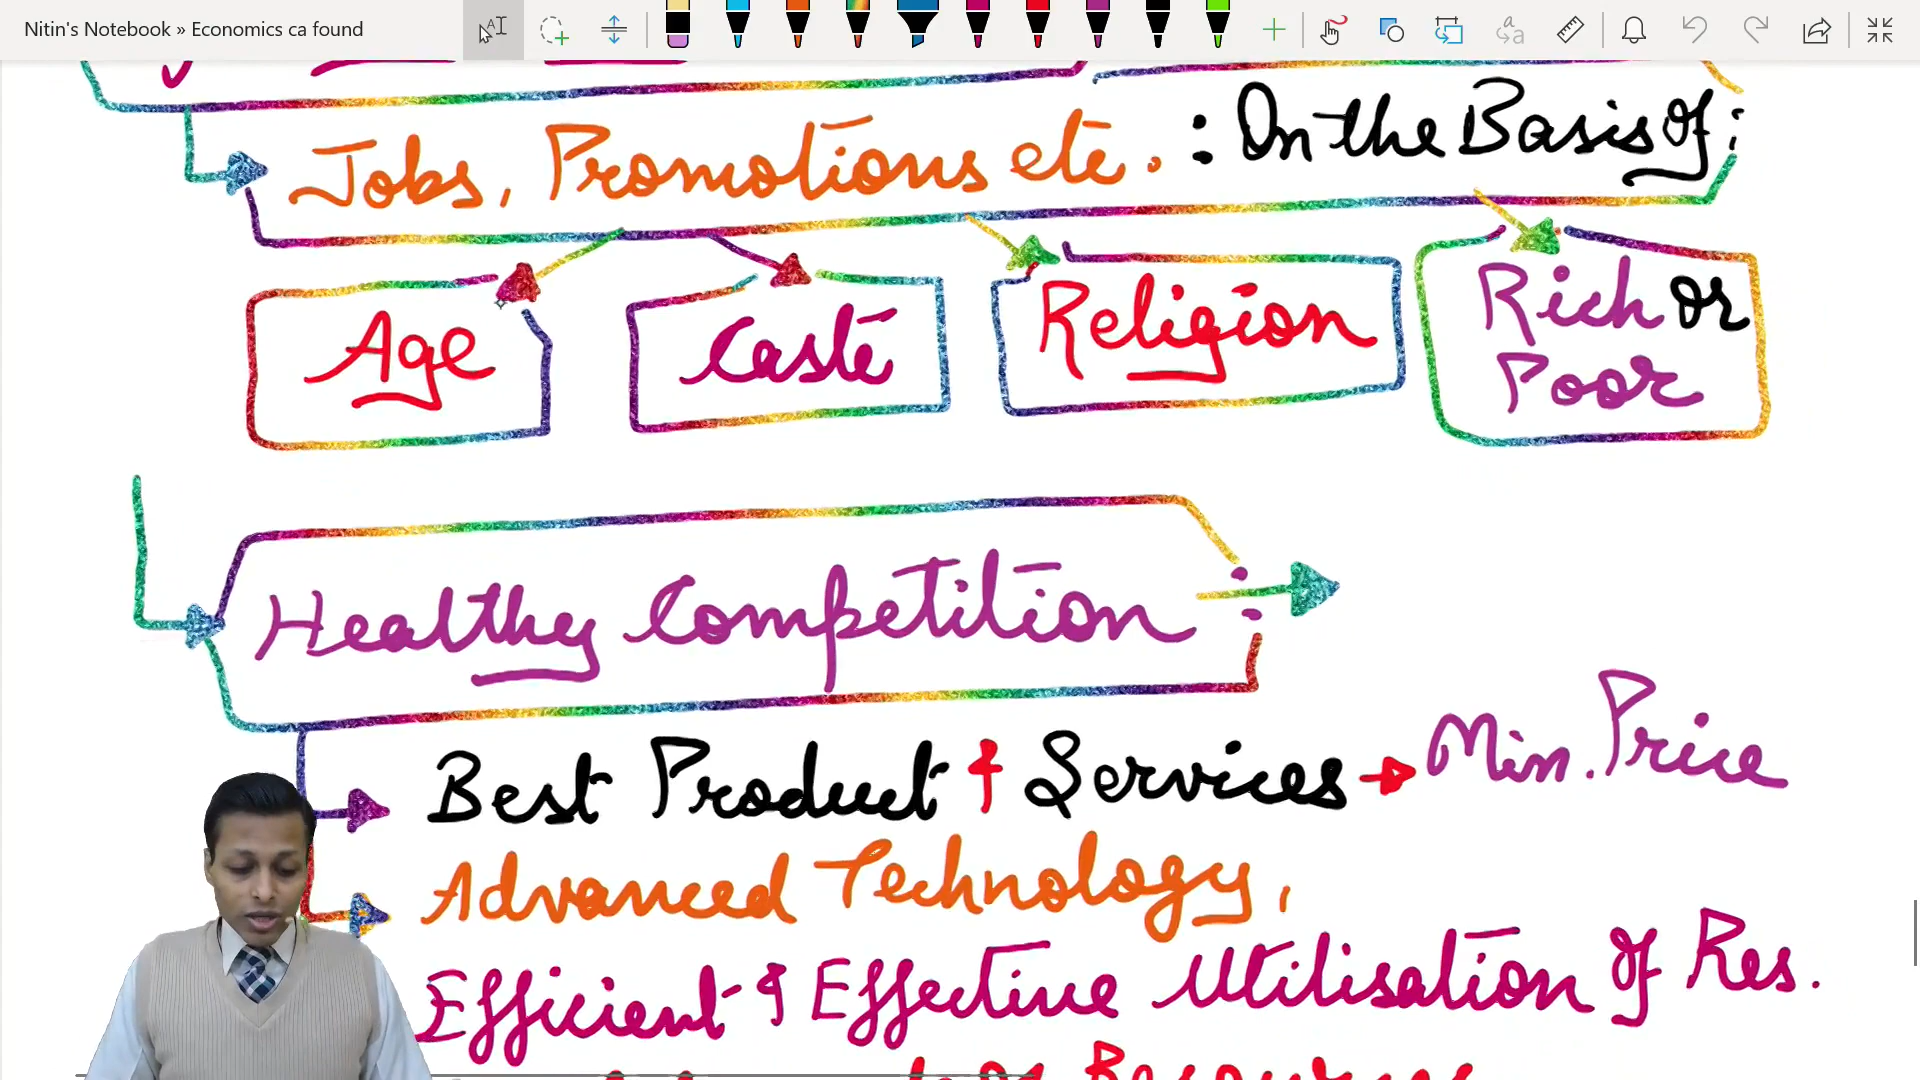 Nitin's Notebook » Economics ca found
Jobs, Promotions etc. : On the Basis of :
Age
Caste
Religion
Rich or
Poor
Healthy Competition :
Best Product & Services → Min. Price
Advanced Technology,
Efficient & Effective Utilisation of Res.
Resources